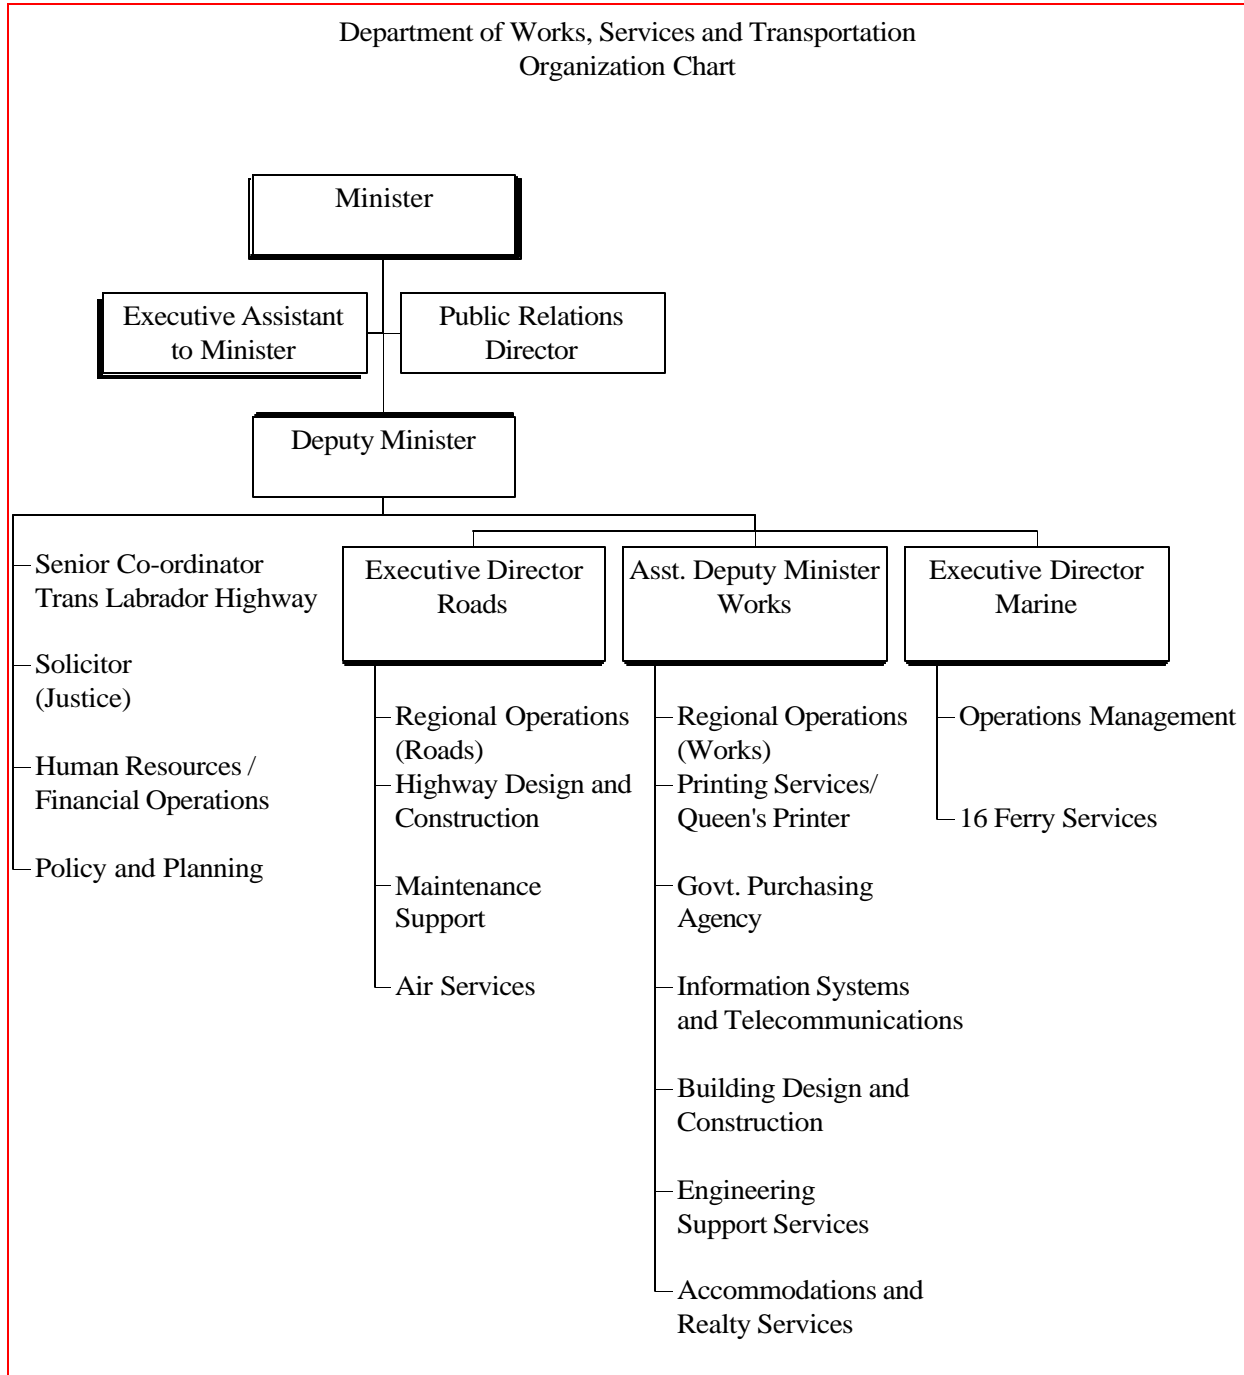 Department of Works, Services and Transportation
Organization Chart
Minister
Executive Assistant
to Minister
Public Relations
Director
Deputy Minister
Senior Co-ordinator
Trans Labrador Highway
Solicitor
(Justice)
Human Resources /
Financial Operations
Policy and Planning
Executive Director
Roads
Regional Operations
(Roads)
Highway Design and
Construction
Maintenance
Support
Air Services
Asst. Deputy Minister
Works
Regional Operations
(Works)
Printing Services/
Queen's Printer
Govt. Purchasing
Agency
Information Systems
and Telecommunications
Building Design and
Construction
Engineering
Support Services
Accommodations and
Realty Services
Executive Director
Marine
Operations Management
16 Ferry Services